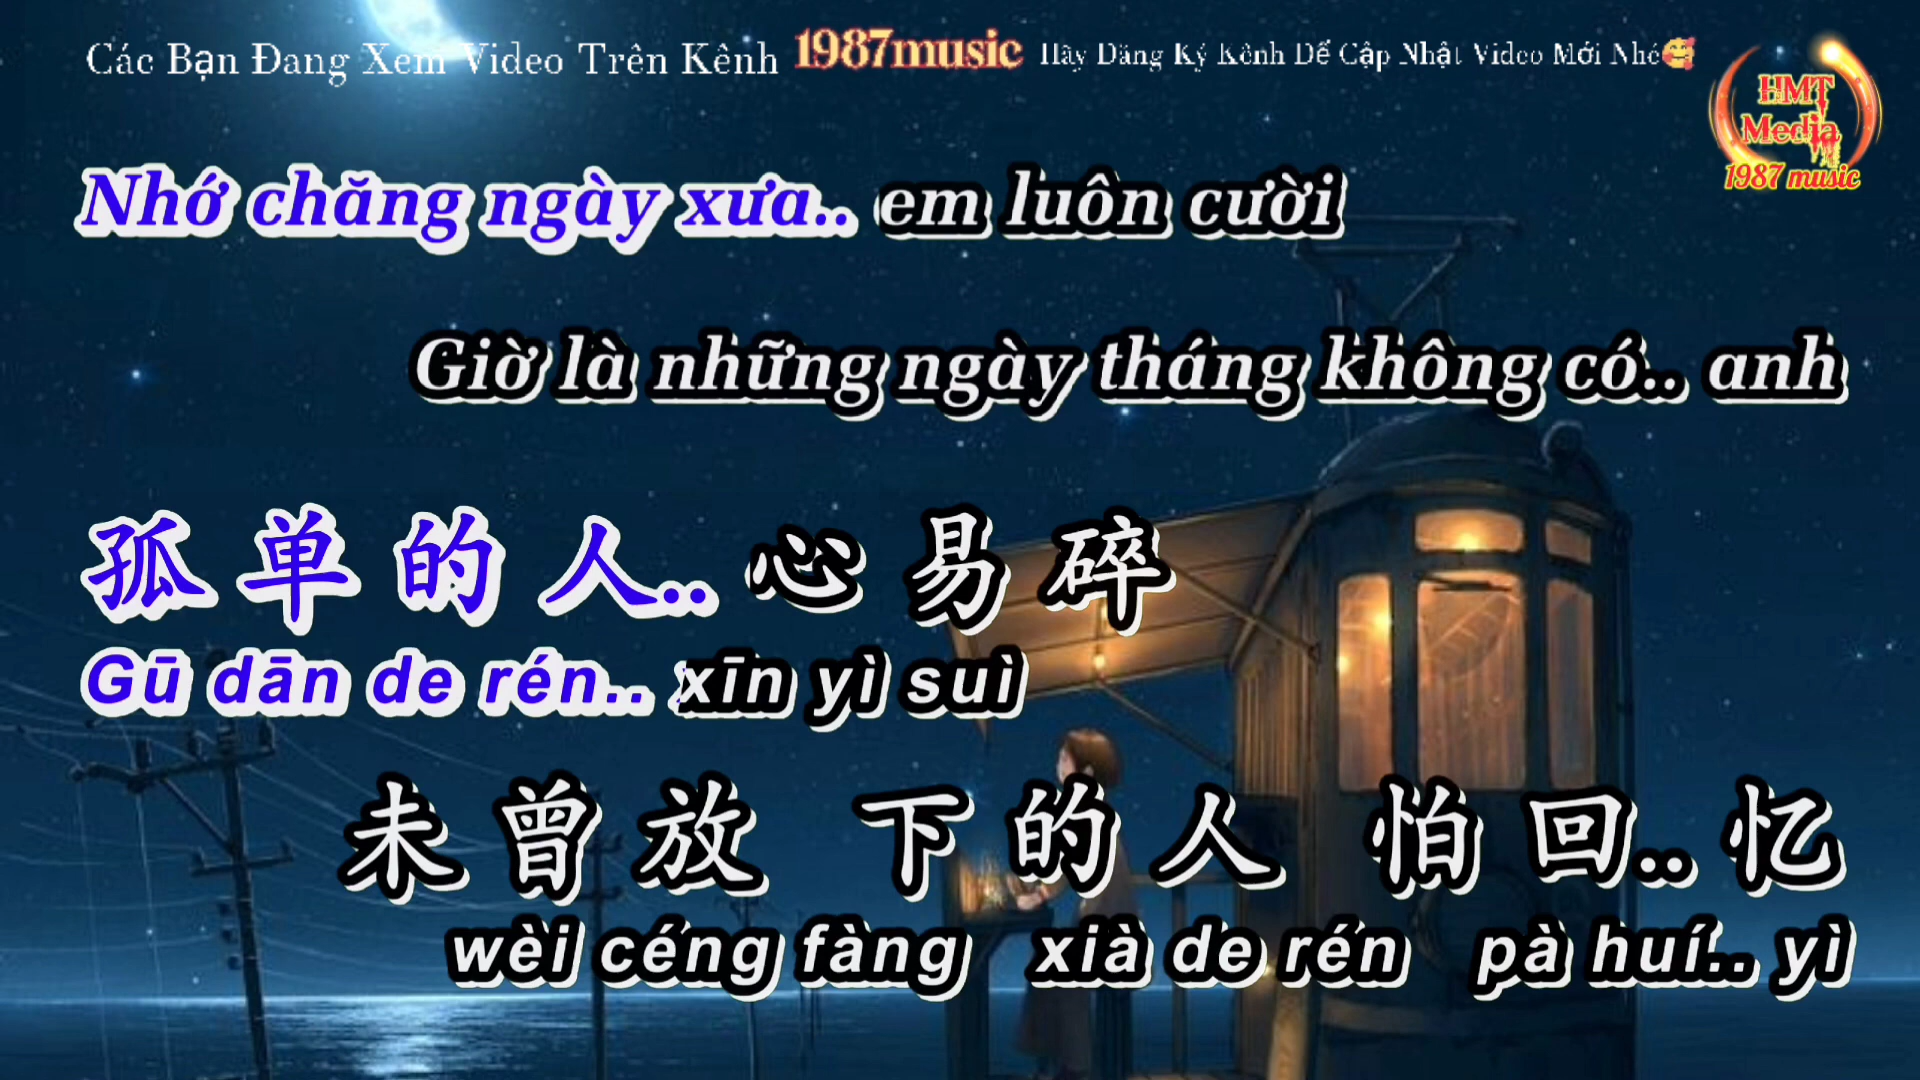 Các Bạn Đang Xem Video Trên Kênh 1987music Hãy Đăng Ký Kênh Để Cập Nhật Video Mới Nhé🥰
HMT
Media
1987 music
Nhớ chăng ngày xưa.. em luôn cười
Giờ là những ngày tháng không có.. anh
孤 单 的 人.. 心 易 碎
Gū dān de rén.. xīn yì suì
未 曾 放 下 的 人 怕 回.. 忆
wèi céng fàng xià de rén pà huí.. yì